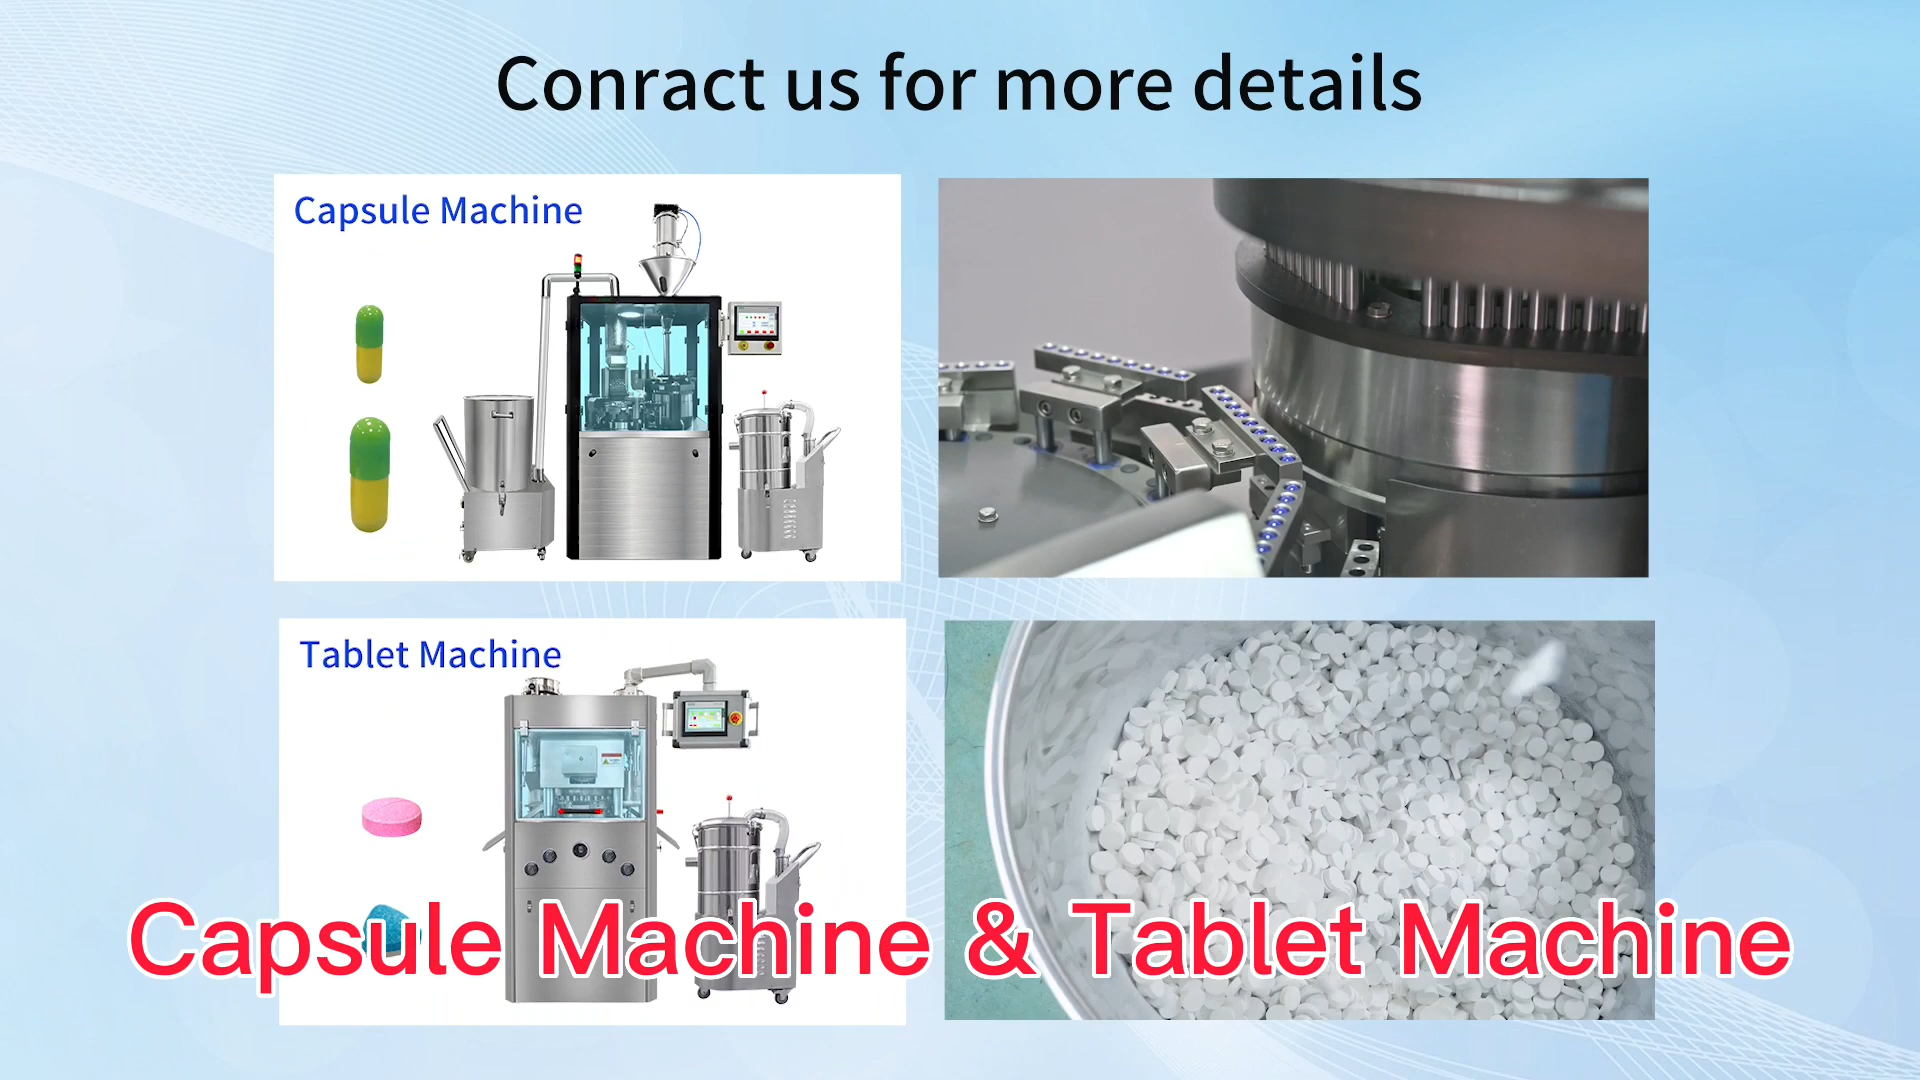 Conract us for more details
Capsule Machine
Tablet Machine
Capsule Machine & Tablet Machine